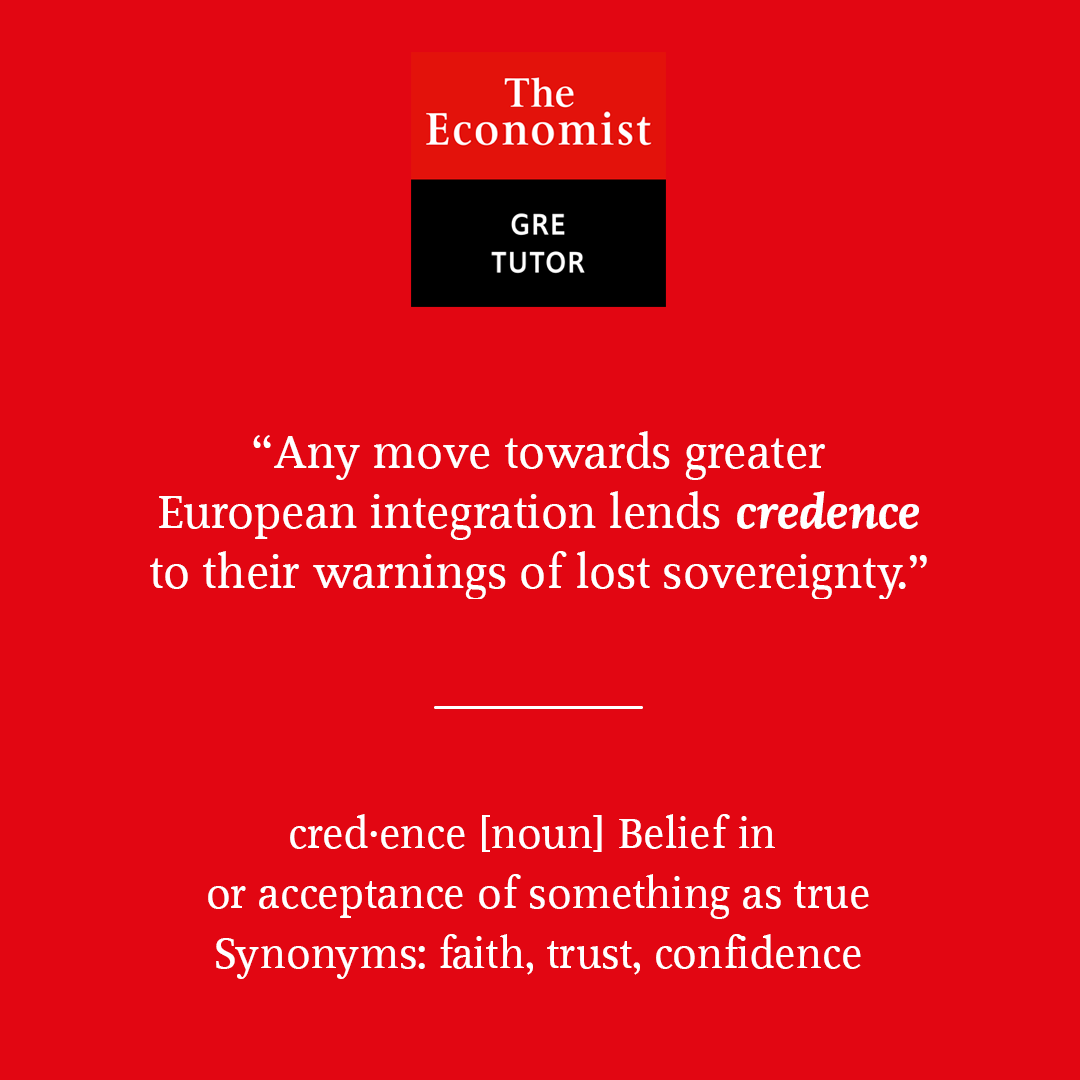 The
Economist
GRE
TUTOR
“Any move towards greater
European integration lends credence
to their warnings of lost sovereignty.”
cred·ence [noun] Belief in
or acceptance of something as true
Synonyms: faith, trust, confidence